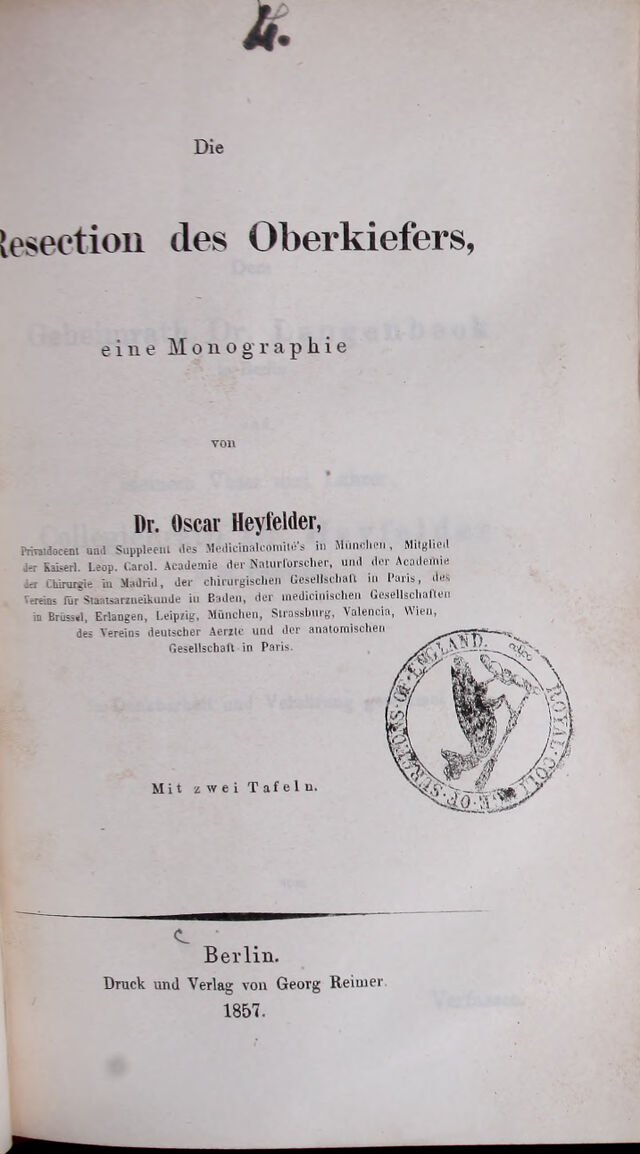 4.
Die
Resection des Oberkiefers,
eine Monographie
von
Dr. Oscar Heyfelder,
Privatdocent und Suppleent des Medicinalcomité's in München, Mitglied
der Kaiserl. Leop. Carol. Academie der Naturforscher, und der Academie
der Chirurgie in Madrid, der chirurgischen Gesellschaft in Paris, des
Vereins für Staatsarzneikunde in Baden, der medicinischen Gesellschaften
in Brüssel, Erlangen, Leipzig, München, Strassburg, Valencia, Wien,
des Vereins deutscher Aerzte und der anatomischen
Gesellschaft in Paris.
ROYAL COLLEGE OF SURGEONS OF ENGLAND.
Mit zwei Tafeln.
Berlin.
Druck und Verlag von Georg Reimer.
1857.